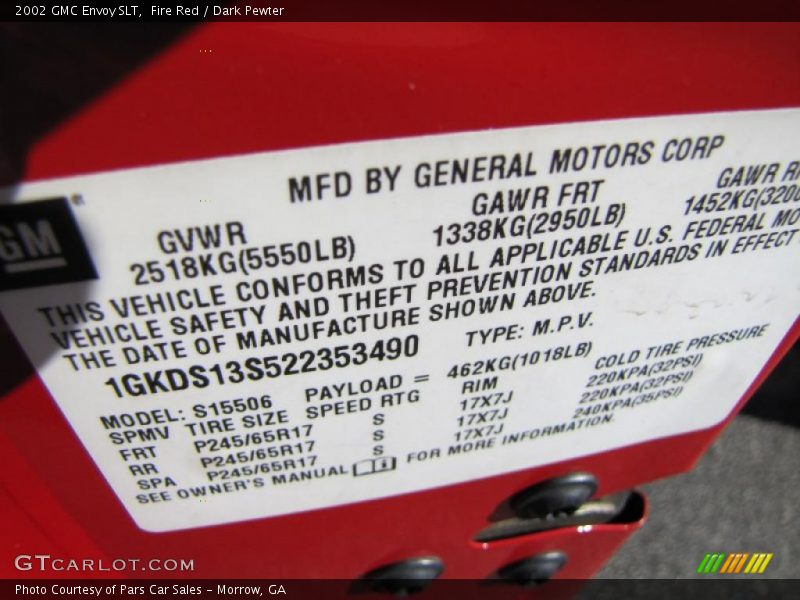 2002 GMC Envoy SLT, Fire Red / Dark Pewter
MFD BY GENERAL MOTORS CORP
GM
GVWR GAWR FRT GAWR
2518KG(5550LB) 1338KG(2950LB) 1452KG(3200
THIS VEHICLE CONFORMS TO ALL APPLICABLE U.S. FEDERAL
VEHICLE SAFETY AND THEFT PREVENTION STANDARDS IN EFFECT
THE DATE OF MANUFACTURE SHOWN ABOVE.
1GKDS13S522353490 TYPE: M.P.V.
MODEL: S15506 PAYLOAD = 462KG(1018LB)
SPMV TIRE SIZE SPEED RTG RIM COLD TIRE PRESSURE
FRT P245/65R17 S 17X7J 220KPA(32PSI)
RR P245/65R17 S 17X7J 220KPA(32PSI)
SPA P245/65R17 S 17X7J 240KPA(35PSI)
SEE OWNER'S MANUAL FOR MORE INFORMATION.
GTCARLOT.COM
Photo Courtesy of Pars Car Sales - Morrow, GA